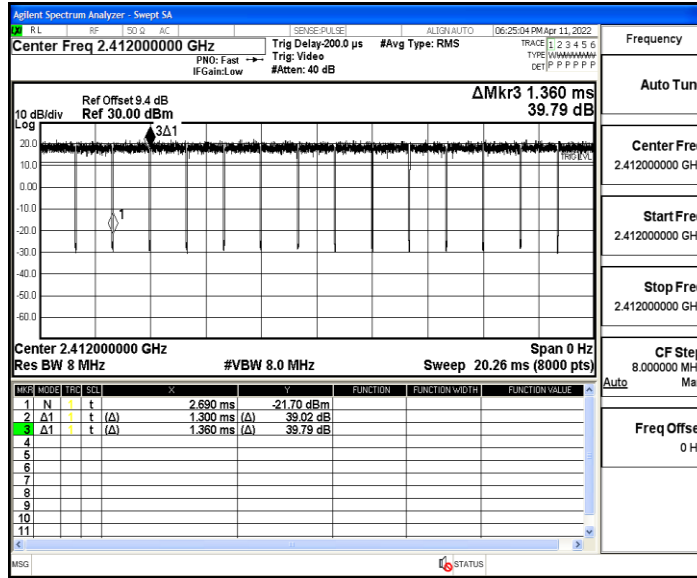 Agilent Spectrum Analyzer - Swept SA
LXI RL RF 50 Ω AC SENSE:PULSE ALIGN AUTO 06:25:04 PM Apr 11, 2022
Center Freq 2.412000000 GHz
PNO: Fast
IFGain:Low
Trig Delay-200.0 µs
Trig: Video
#Atten: 40 dB
#Avg Type: RMS
TRACE 1 2 3 4 5 6
TYPE
DET P P P P P P
ΔMkr3 1.360 ms
39.79 dB
Ref Offset 9.4 dB
10 dB/div Ref 30.00 dBm
Log
3Δ1
20.0
TRIG LVL
10.0
0.00
1
-10.0
-20.0
-30.0
-40.0
-50.0
-60.0
Center 2.412000000 GHz Span 0 Hz
Res BW 8 MHz #VBW 8.0 MHz Sweep 20.26 ms (8000 pts)
MKR MODE TRC SCL X Y FUNCTION FUNCTION WIDTH FUNCTION VALUE
1 N 1 t 2.690 ms -21.70 dBm
2 Δ1 1 t (Δ) 1.300 ms (Δ) 39.02 dB
3 Δ1 1 t (Δ) 1.360 ms (Δ) 39.79 dB
4
5
6
7
8
9
10
11
MSG STATUS
Frequency
Auto Tun
Center Fre
2.412000000 GH
Start Fre
2.412000000 GH
Stop Fre
2.412000000 GH
CF Step
8.000000 MH
Auto Ma
Freq Offse
0 H